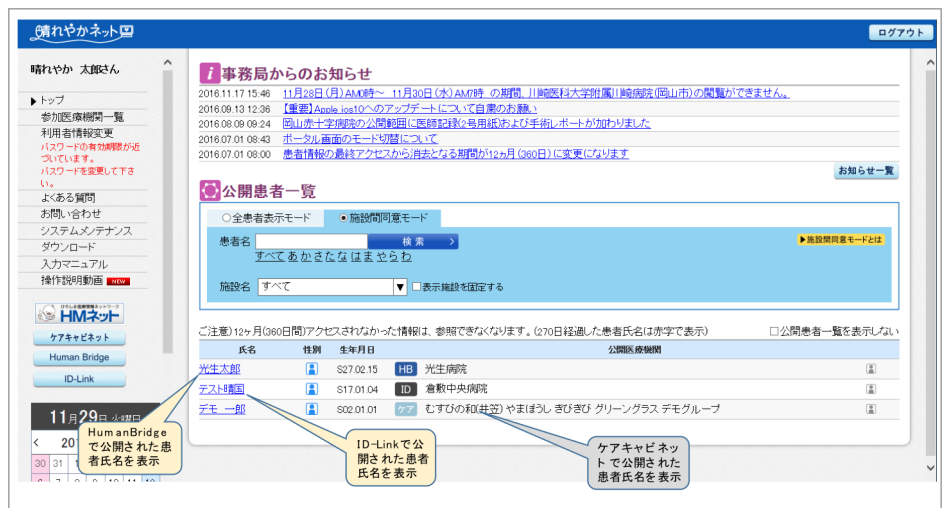 晴れやかネット
ログアウト
晴れやか 太郎さん
▶トップ
参加医療機関一覧
利用者情報変更
パスワードの有効期限が近
づいています。
パスワードを変更して下さ
い。
よくある質問
お問い合わせ
システムメンテナンス
ダウンロード
入力マニュアル
操作説明動画 NEW
HMネット
ケアキャビネット
Human Bridge
ID-Link
11月29日 火曜日
< 20
30 31 1
事務局からのお知らせ
2016.11.17 15:46 11月28日(月)AM0時～ 11月30日(水)AM7時 の期間、川崎医科大学附属川崎病院(岡山市)の閲覧ができません。
2016.09.13 12:36 【重要】Apple ios10へのアップデートについて自粛のお願い
2016.08.09 09:24 岡山赤十字病院の公開範囲に医師記録(2号用紙)および手術レポートが加わりました
2016.07.01 08:43 ポータル画面のモード切替について
2016.07.01 08:00 患者情報の最終アクセスから消去となる期間が12ヵ月(360日)に変更になります
お知らせ一覧
公開患者一覧
○全患者表示モード ◉施設間同意モード
患者名 検索 >
▶施設間同意モードとは
すべて あ か さ た な は ま や ら わ
施設名 すべて ▼ □表示施設を固定する
ご注意)12ヶ月(360日間)アクセスされなかった情報は、参照できなくなります。(270日経過した患者氏名は赤字で表示)
□公開患者一覧を表示しない
氏名 性別 生年月日 公開医療機関
光生太郎 S27.02.15 HB 光生病院
テスト晴国 S17.01.04 ID 倉敷中央病院
デモ 一郎 S02.01.01 ケア むすびの和(井笠) やまぼうし きびきび グリーングラス デモグループ
HumanBridge
で公開された患
者氏名を表示
ID-Linkで公
開された患者
氏名を表示
ケアキャビネッ
トで公開された
患者氏名を表示